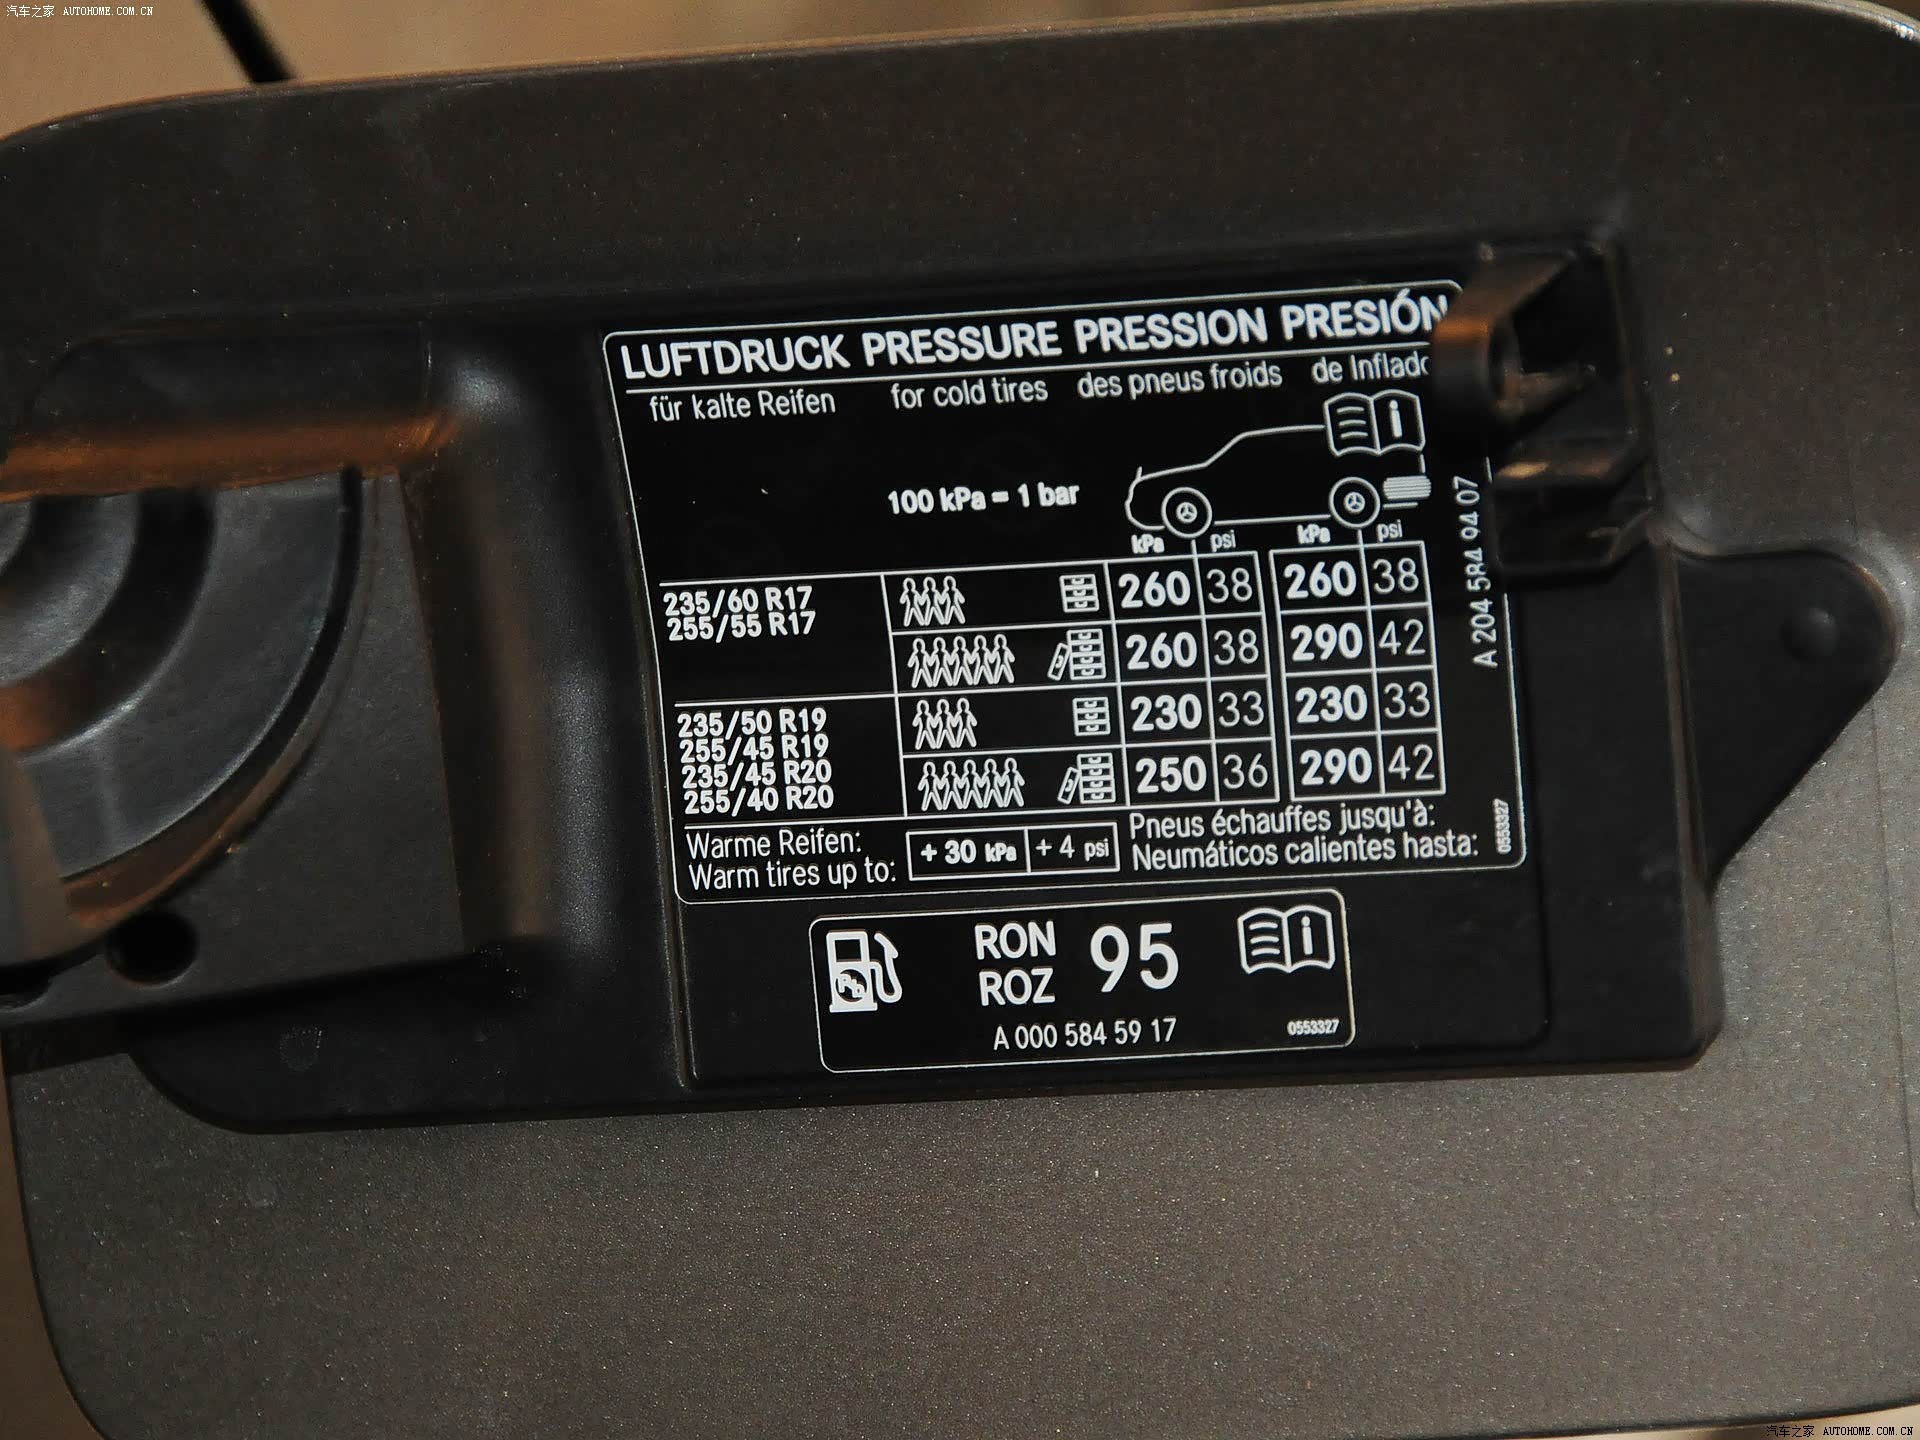 汽车之家 AUTOHOME.COM.CN
LUFTDRUCK PRESSURE PRESSION PRESIÓN
für kalte Reifen for cold tires des pneus froids de Inflado
100 kPa = 1 bar
kPa psi kPa psi
235/60 R17
255/55 R17
260 38 260 38
260 38 290 42
235/50 R19
255/45 R19
235/45 R20
255/40 R20
230 33 230 33
250 36 290 42
Warme Reifen:
Warm tires up to:
+ 30 kPa + 4 psi
Pneus échauffes jusqu'à:
Neumáticos calientes hasta:
A 204 584 94 07
0553327
RON
ROZ
95
A 000 584 59 17
0553327
汽车之家 AUTOHOME.COM.CN